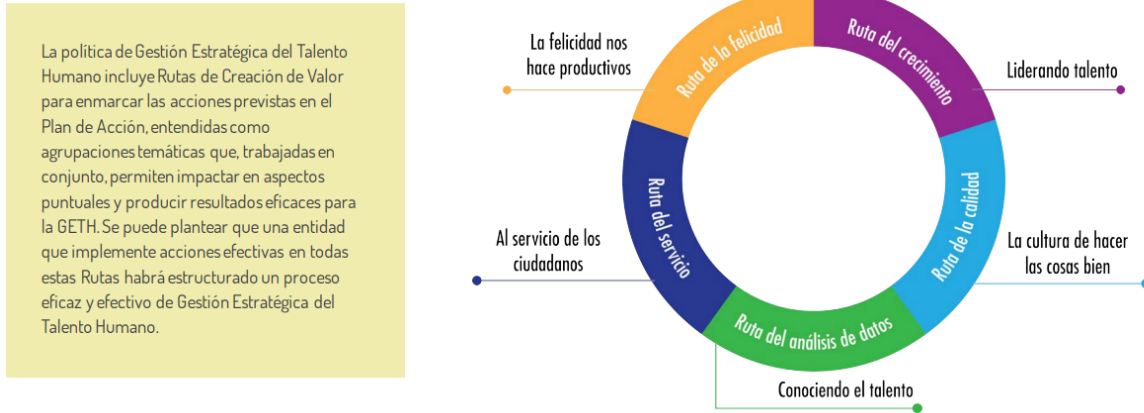 La política de Gestión Estratégica del Talento
Humano incluye Rutas de Creación de Valor
para enmarcar las acciones previstas en el
Plan de Acción, entendidas como
agrupaciones temáticas que, trabajadas en
conjunto, permiten impactar en aspectos
puntuales y producir resultados eficaces para
la GETH. Se puede plantear que una entidad
que implemente acciones efectivas en todas
estas Rutas habrá estructurado un proceso
eficaz y efectivo de Gestión Estratégica del
Talento Humano.
La felicidad nos
hace productivos
Ruta de la felicidad
Ruta del crecimiento
Liderando talento
Al servicio de los
ciudadanos
Ruta del servicio
Ruta de la calidad
La cultura de hacer
las cosas bien
Ruta del análisis de datos
Conociendo el talento